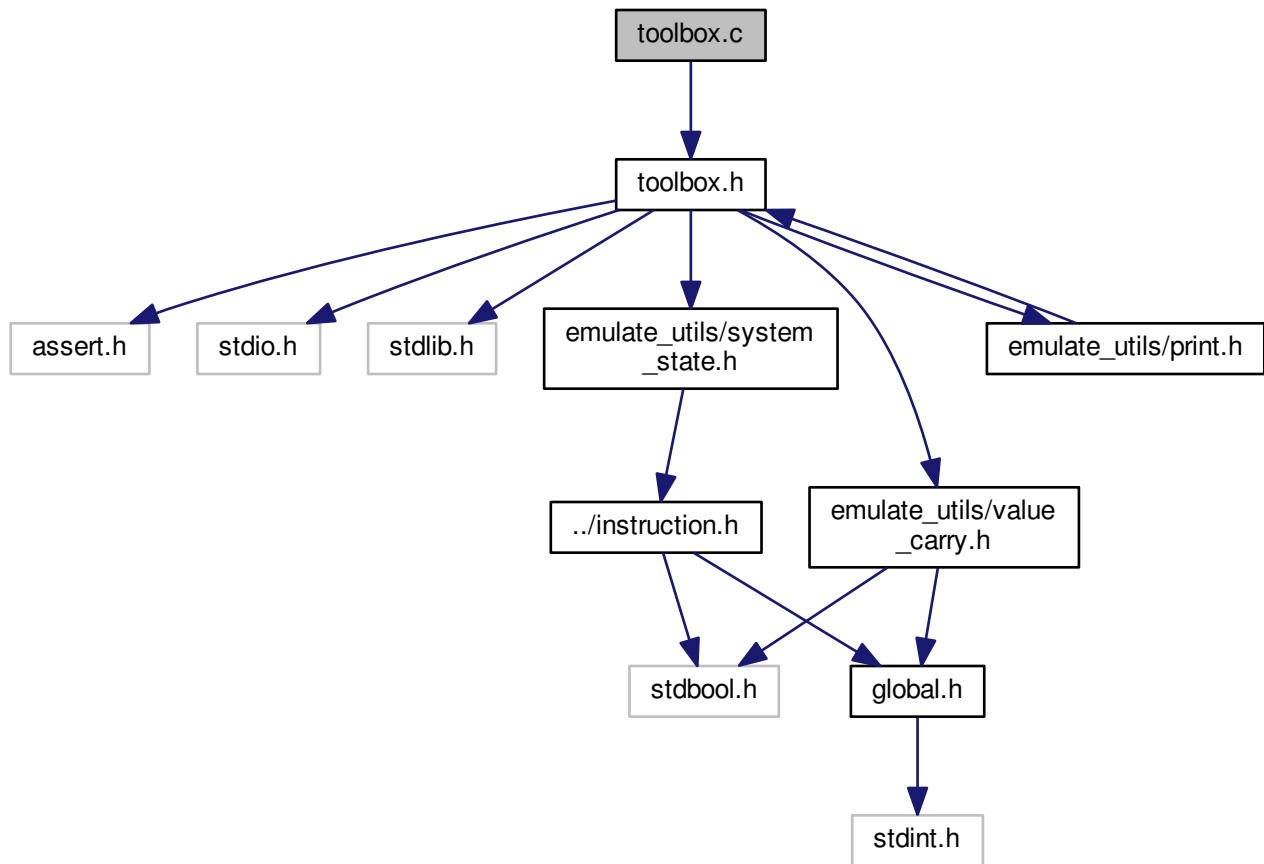 toolbox.c
toolbox.h
assert.h
stdio.h
stdlib.h
emulate_utils/system
_state.h
emulate_utils/print.h
../instruction.h
emulate_utils/value
_carry.h
stdbool.h
global.h
stdint.h